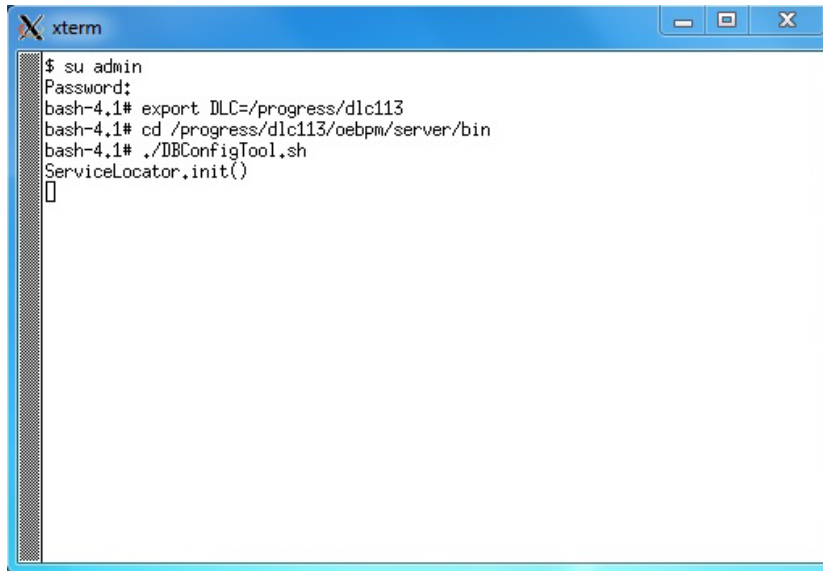 xterm
$ su admin
Password:
bash-4.1# export DLC=/progress/dlc113
bash-4.1# cd /progress/dlc113/oebpm/server/bin
bash-4.1# ./DBConfigTool.sh
ServiceLocator.init()